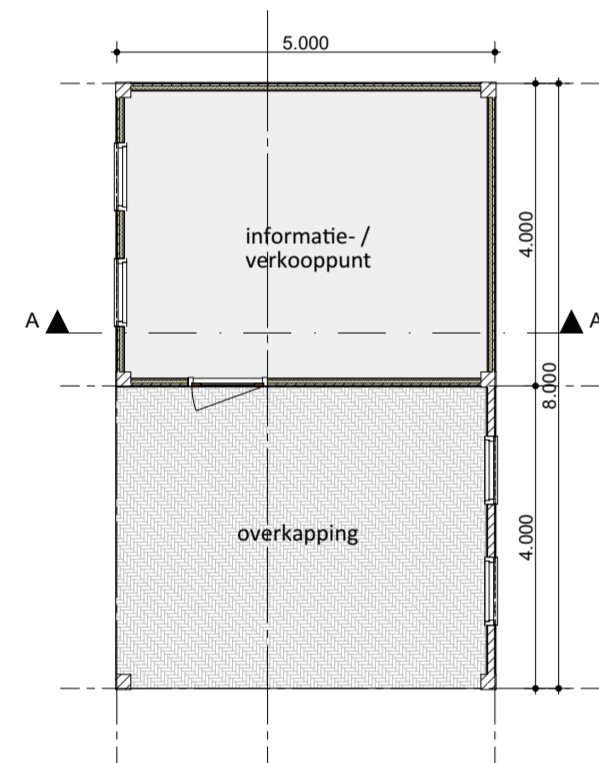 5.000
informatie- /
verkooppunt
4.000
A
A
8.000
overkapping
4.000